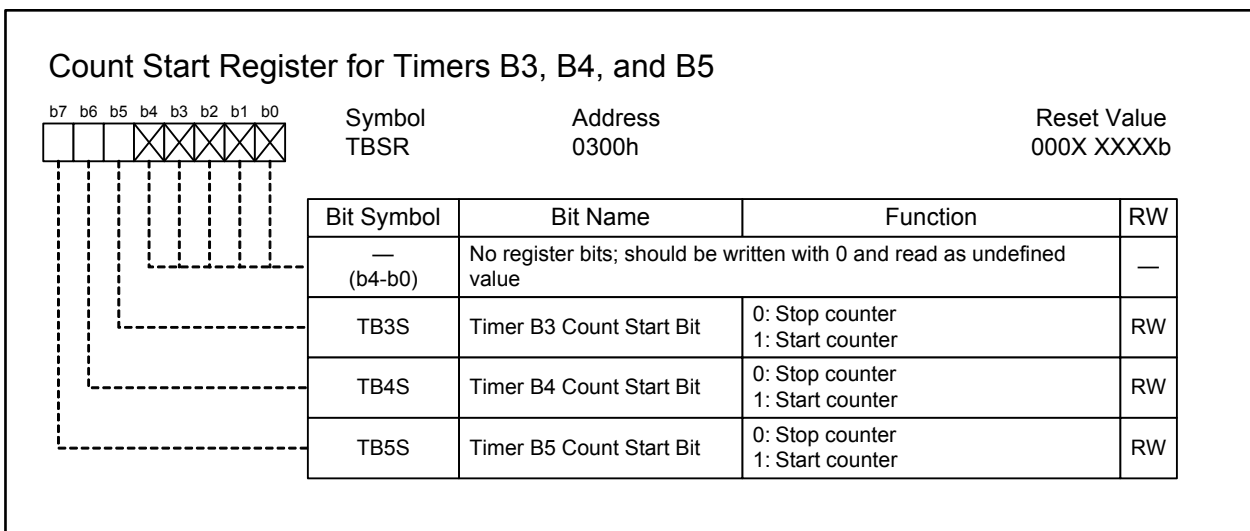 Count Start Register for Timers B3, B4, and B5
b7 b6 b5 b4 b3 b2 b1 b0
Symbol Address Reset Value
TBSR 0300h 000X XXXXb
Bit Symbol Bit Name Function RW
— (b4-b0) No register bits; should be written with 0 and read as undefined value —
TB3S Timer B3 Count Start Bit 0: Stop counter
1: Start counter RW
TB4S Timer B4 Count Start Bit 0: Stop counter
1: Start counter RW
TB5S Timer B5 Count Start Bit 0: Stop counter
1: Start counter RW